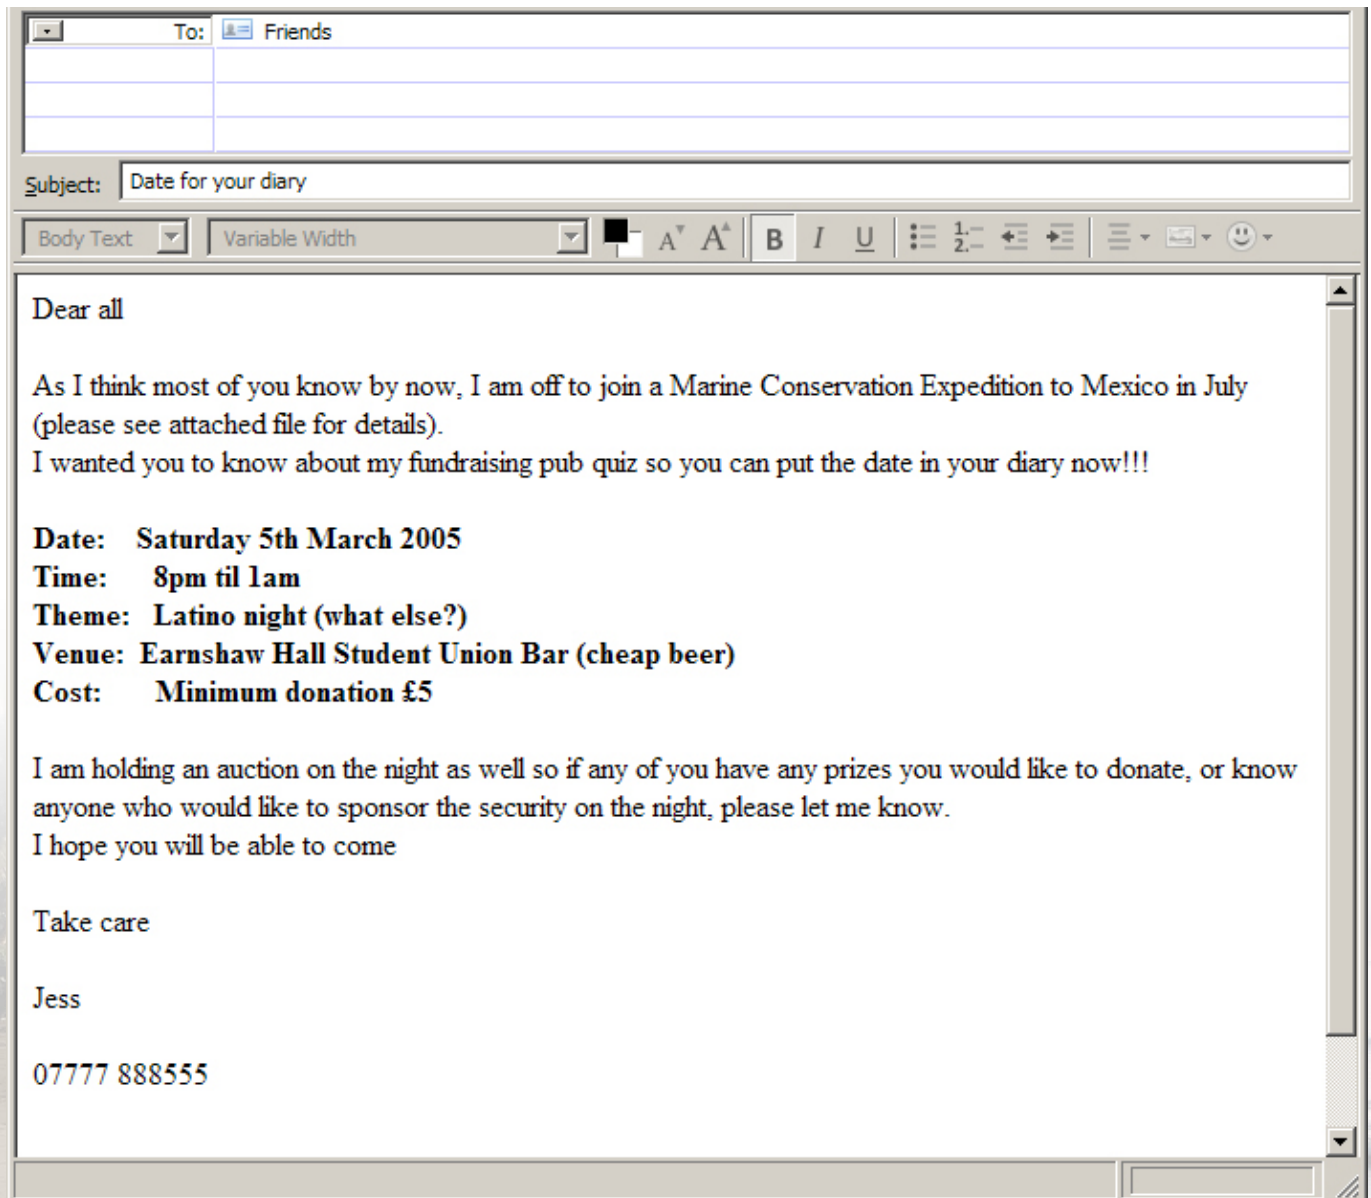 To: Friends
Subject: Date for your diary
Body Text Variable Width A A B I U 1. 2.
Dear all
As I think most of you know by now, I am off to join a Marine Conservation Expedition to Mexico in July
(please see attached file for details).
I wanted you to know about my fundraising pub quiz so you can put the date in your diary now!!!
Date: Saturday 5th March 2005
Time: 8pm til 1am
Theme: Latino night (what else?)
Venue: Earnshaw Hall Student Union Bar (cheap beer)
Cost: Minimum donation £5
I am holding an auction on the night as well so if any of you have any prizes you would like to donate, or know
anyone who would like to sponsor the security on the night, please let me know.
I hope you will be able to come
Take care
Jess
07777 888555